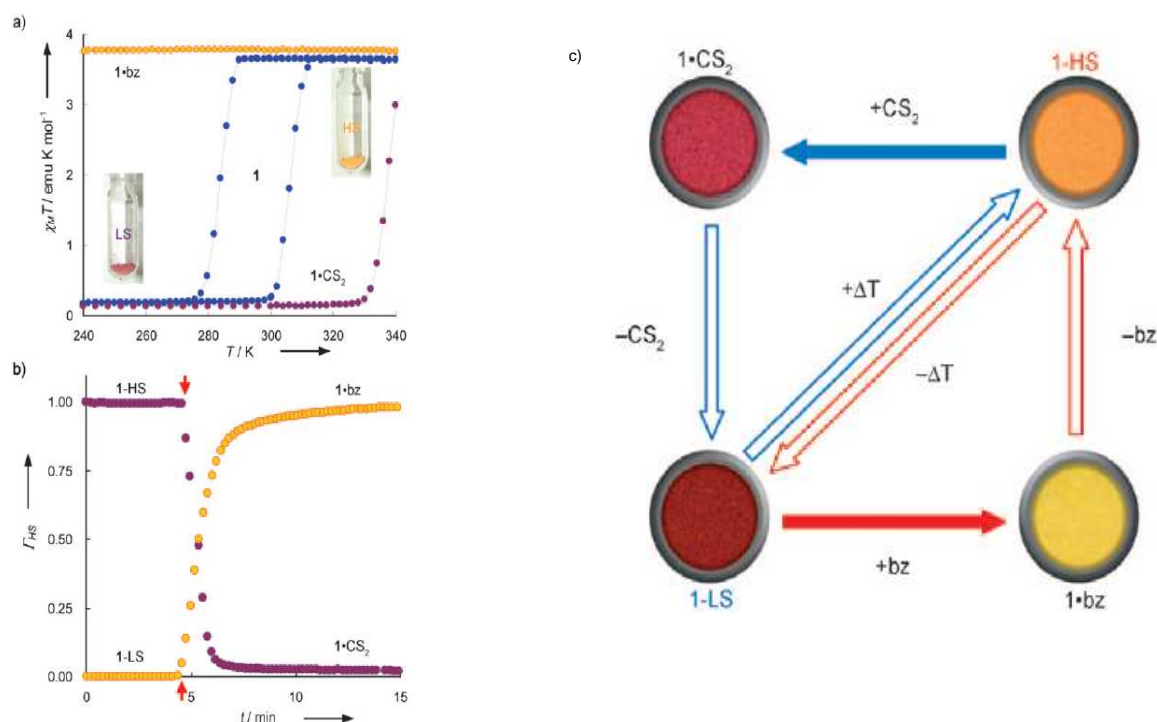 a)
4
3
2
1
0
χMT / emu K mol⁻¹
1•bz
HS
1
LS
1•CS₂
240 260 280 300 320 340
T / K
b)
1.00
0.75
0.50
0.25
0.00
ΓHS
1-HS
1•bz
1-LS
1•CS₂
0 5 10 15
t / min
c)
1•CS₂
1-HS
+CS₂
–CS₂
+ΔT
–ΔT
–bz
+bz
1-LS
1•bz